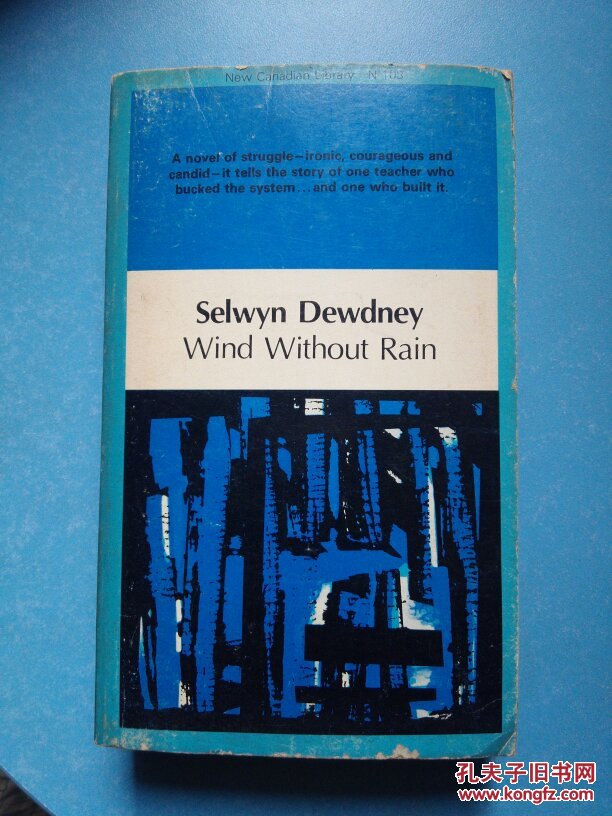 New Canadian Library N° 103
A novel of struggle—ironic, courageous and
candid—it tells the story of one teacher who
bucked the system...and one who built it.
Selwyn Dewdney
Wind Without Rain
孔夫子旧书网
kongfz.com